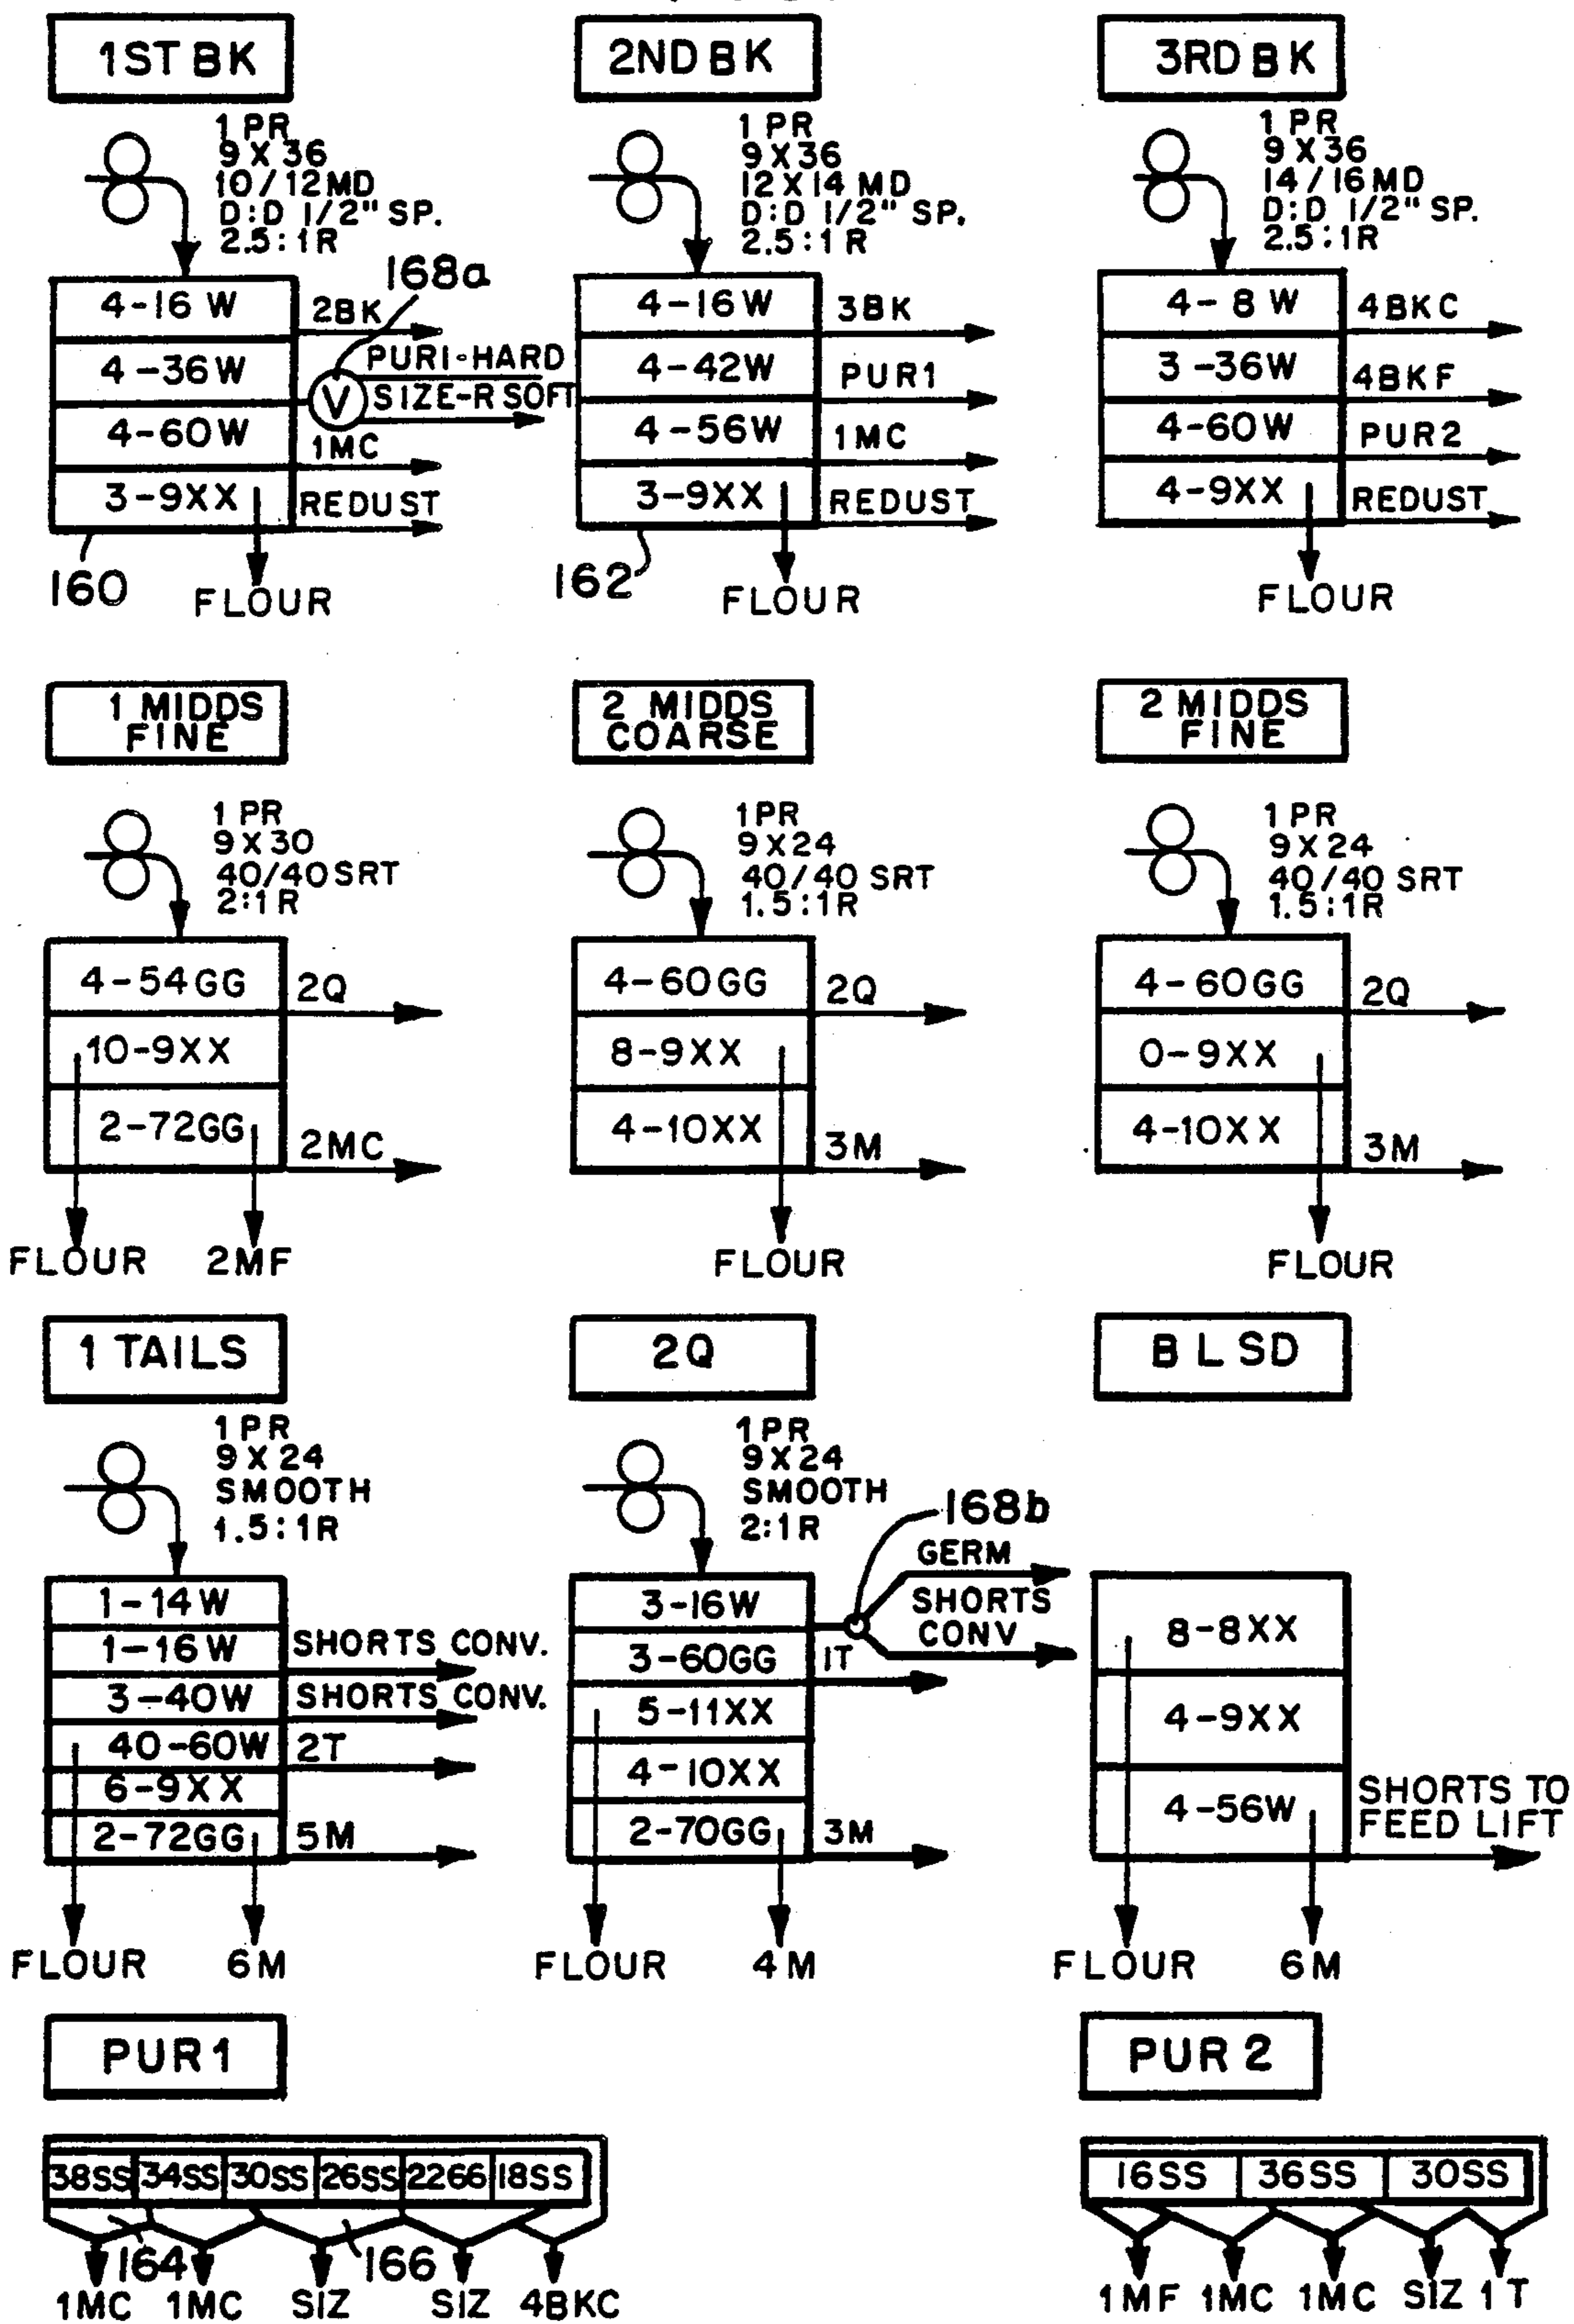 1ST BK
1 PR
9 X 36
10/12MD
D:D 1/2" SP.
2.5:1R
168a
4-16 W
2BK
4-36W
PURI-HARD
V
SIZE-R SOFT
4-60W
1MC
3-9XX
REDUST
160
FLOUR
2ND BK
1 PR
9 X 36
12 X 14 MD
D:D 1/2" SP.
2.5:1R
4-16W
3BK
4-42W
PUR1
4-56W
1MC
3-9XX
REDUST
162
FLOUR
3RD BK
1 PR
9 X 36
14/16 MD
D:D 1/2" SP.
2.5:1R
4-8 W
4BKC
3-36W
4BKF
4-60W
PUR2
4-9XX
REDUST
FLOUR
1 MIDDS
FINE
1 PR
9 X 30
40/40 SRT
2:1R
4-54GG
2Q
10-9XX
2-72GG
2MC
FLOUR
2MF
2 MIDDS
COARSE
1 PR
9 X 24
40/40 SRT
1.5:1R
4-60GG
2Q
8-9XX
4-10XX
3M
FLOUR
2 MIDDS
FINE
1 PR
9 X 24
40/40 SRT
1.5:1R
4-60GG
2Q
0-9XX
4-10XX
3M
FLOUR
1 TAILS
1 PR
9 X 24
SMOOTH
1.5:1R
1-14W
1-16W
SHORTS CONV.
3-40W
SHORTS CONV.
40-60W
2T
6-9XX
2-72GG
5M
FLOUR
6M
2Q
1 PR
9 X 24
SMOOTH
2:1R
168b
GERM
3-16W
SHORTS
CONV
3-60GG
1T
5-11XX
4-10XX
2-70GG
3M
FLOUR
4M
BLSD
8-8XX
4-9XX
4-56W
SHORTS TO
FEED LIFT
FLOUR
6M
PUR1
38SS 34SS 30SS 26SS 2266 18SS
164
166
1MC 1MC SIZ SIZ 4BKC
PUR 2
16SS 36SS 30SS
1MF 1MC 1MC SIZ 1T